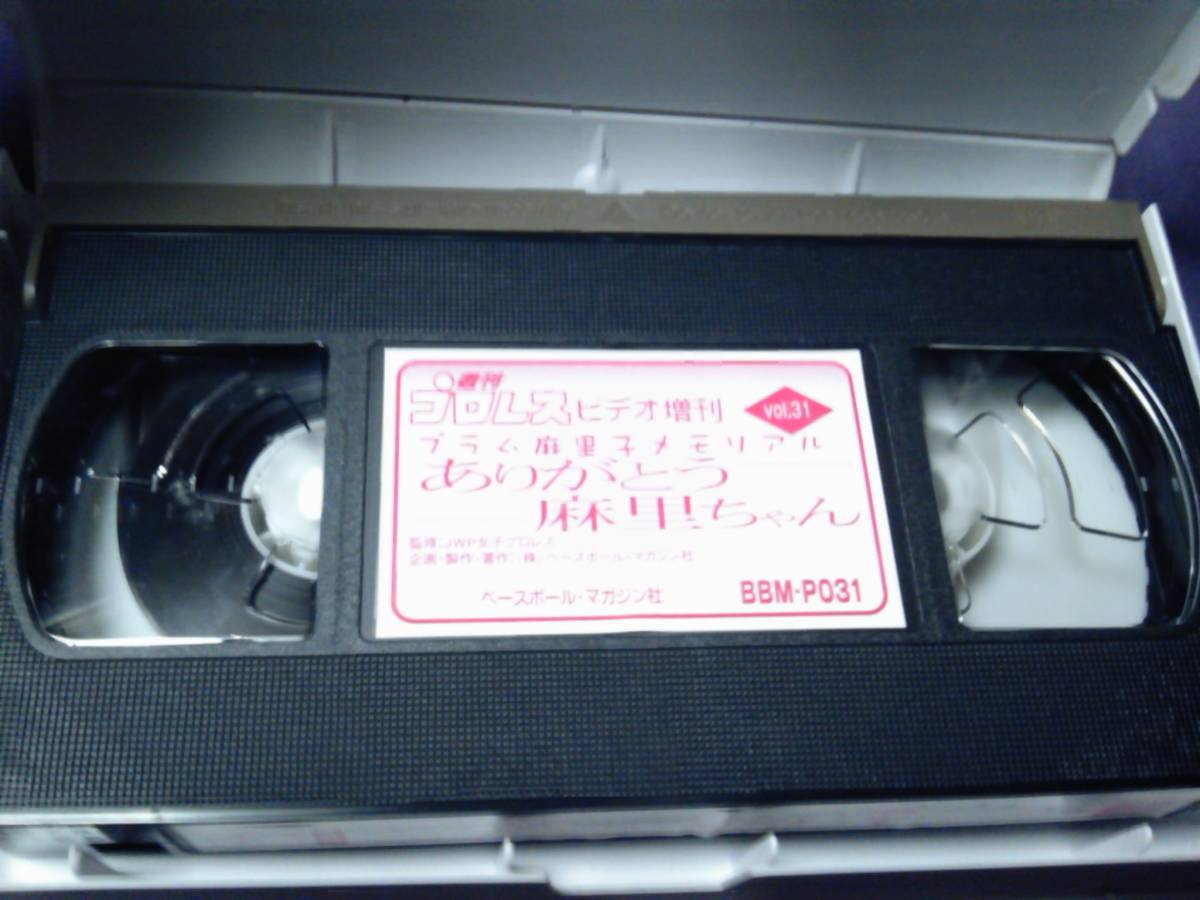 週刊
プロレスビデオ増刊 vol.31
プラム麻里子メモリアル
ありがとう
麻里ちゃん
監修:JWP女子プロレス
企画・製作・著作:(株)ベースボール・マガジン社
ベースボール・マガジン社 BBM-P031